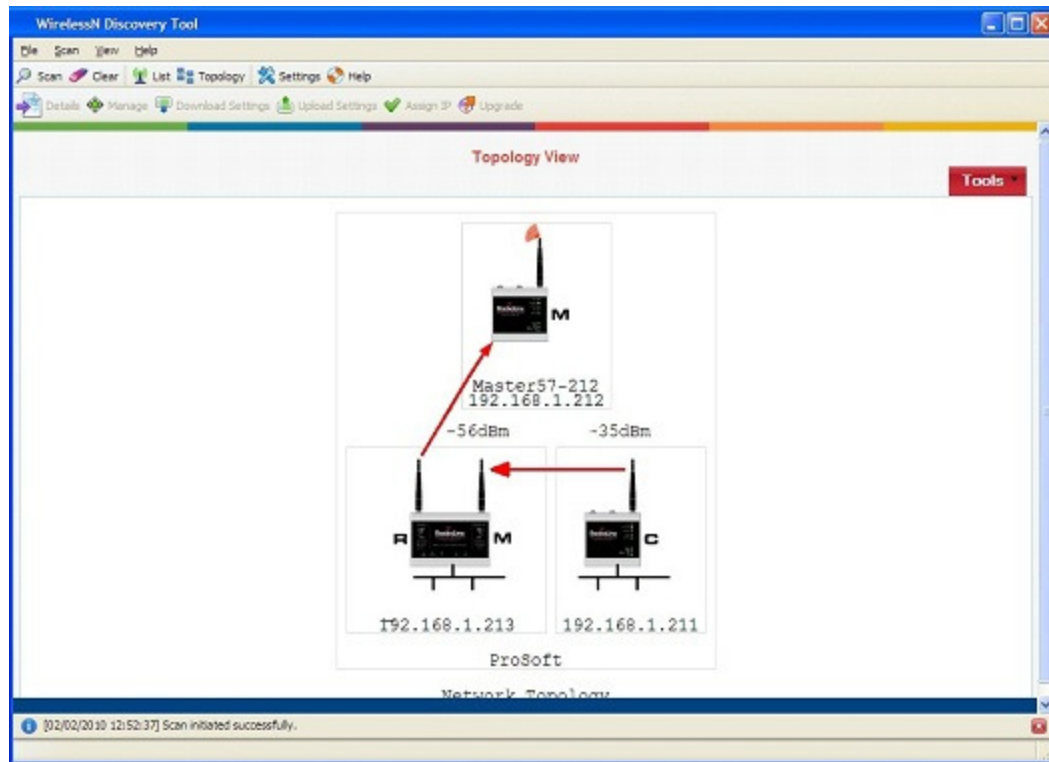 WirelessN Discovery Tool
File Scan View Help
Scan Clear List Topology Settings Help
Details Manage Download Settings Upload Settings Assign IP Upgrade
Topology View
Tools
M
Master57-212
192.168.1.212
-56dBm -35dBm
R M C
192.168.1.213 192.168.1.211
ProSoft
Network Topology
[02/02/2010 12:52:37] Scan initiated successfully.